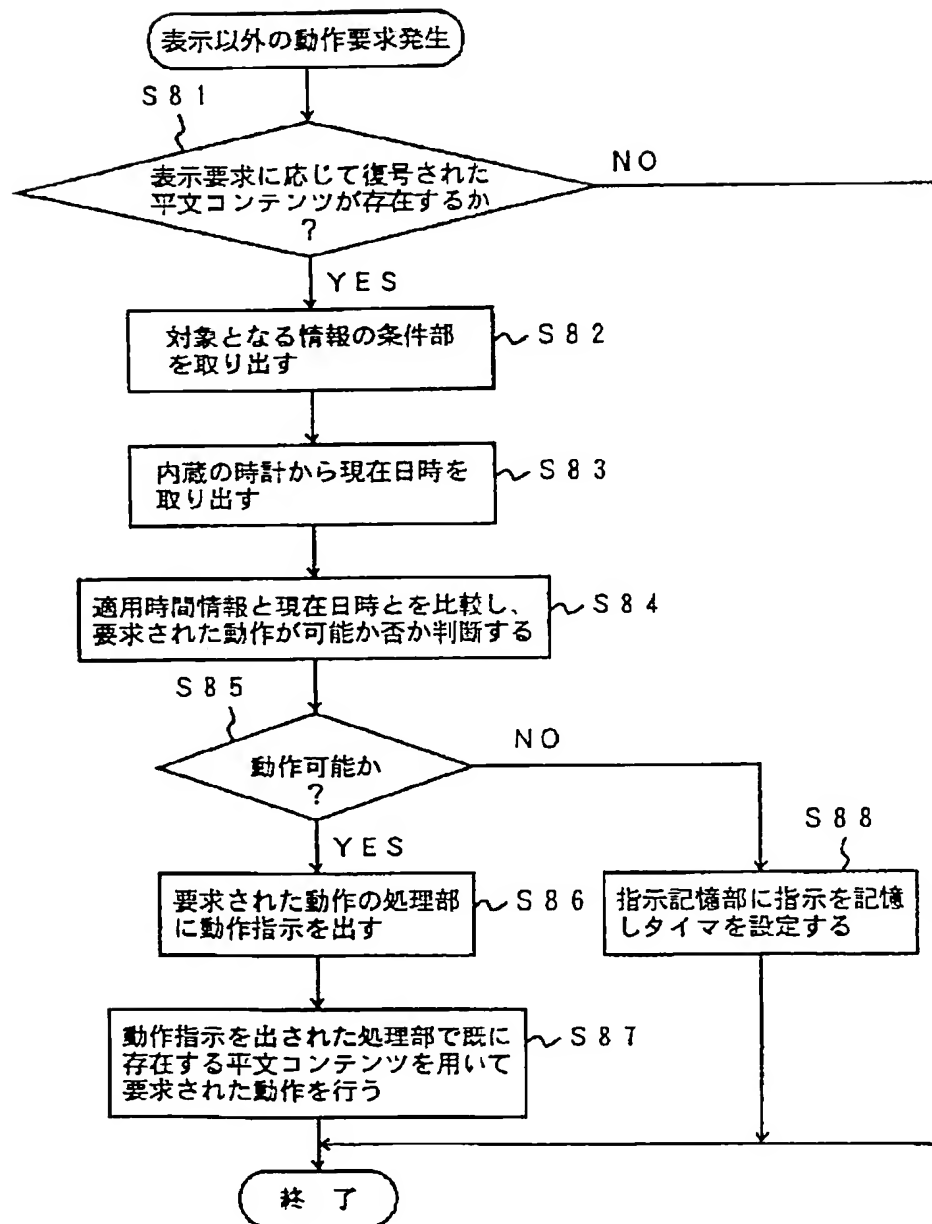 表示以外の動作要求発生
S81
表示要求に応じて復号された
平文コンテンツが存在するか
?
NO
YES
対象となる情報の条件部
を取り出す
S82
内蔵の時計から現在日時を
取り出す
S83
適用時間情報と現在日時とを比較し、
要求された動作が可能か否か判断する
S84
S85
動作可能か
?
NO
YES
要求された動作の処理部
に動作指示を出す
S86
S88
指示記憶部に指示を記憶
しタイマを設定する
動作指示を出された処理部で既に
存在する平文コンテンツを用いて
要求された動作を行う
S87
終了